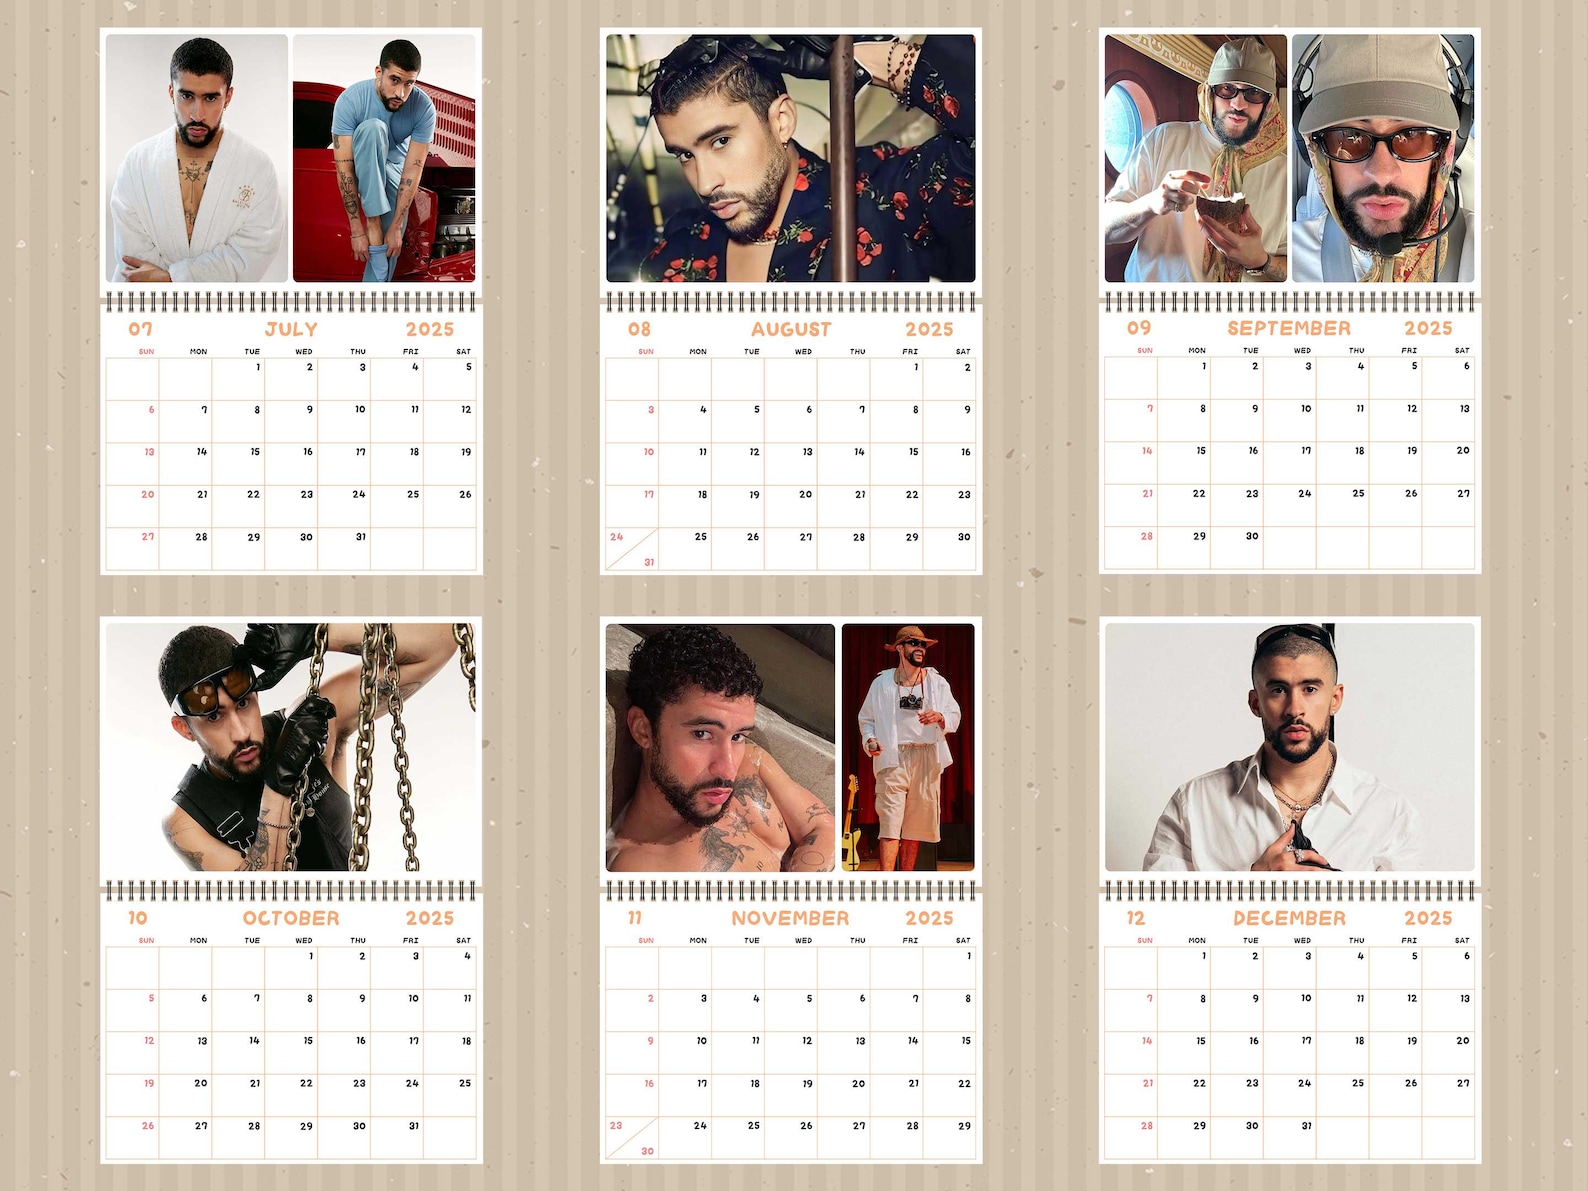 07 JULY 2025
SUN MON TUE WED THU FRI SAT
1 2 3 4 5
6 7 8 9 10 11 12
13 14 15 16 17 18 19
20 21 22 23 24 25 26
27 28 29 30 31
08 AUGUST 2025
SUN MON TUE WED THU FRI SAT
1 2
3 4 5 6 7 8 9
10 11 12 13 14 15 16
17 18 19 20 21 22 23
24 31 25 26 27 28 29 30
09 SEPTEMBER 2025
SUN MON TUE WED THU FRI SAT
1 2 3 4 5 6
7 8 9 10 11 12 13
14 15 16 17 18 19 20
21 22 23 24 25 26 27
28 29 30
10 OCTOBER 2025
SUN MON TUE WED THU FRI SAT
1 2 3 4
5 6 7 8 9 10 11
12 13 14 15 16 17 18
19 20 21 22 23 24 25
26 27 28 29 30 31
11 NOVEMBER 2025
SUN MON TUE WED THU FRI SAT
1
2 3 4 5 6 7 8
9 10 11 12 13 14 15
16 17 18 19 20 21 22
23 30 24 25 26 27 28 29
12 DECEMBER 2025
SUN MON TUE WED THU FRI SAT
1 2 3 4 5 6
7 8 9 10 11 12 13
14 15 16 17 18 19 20
21 22 23 24 25 26 27
28 29 30 31